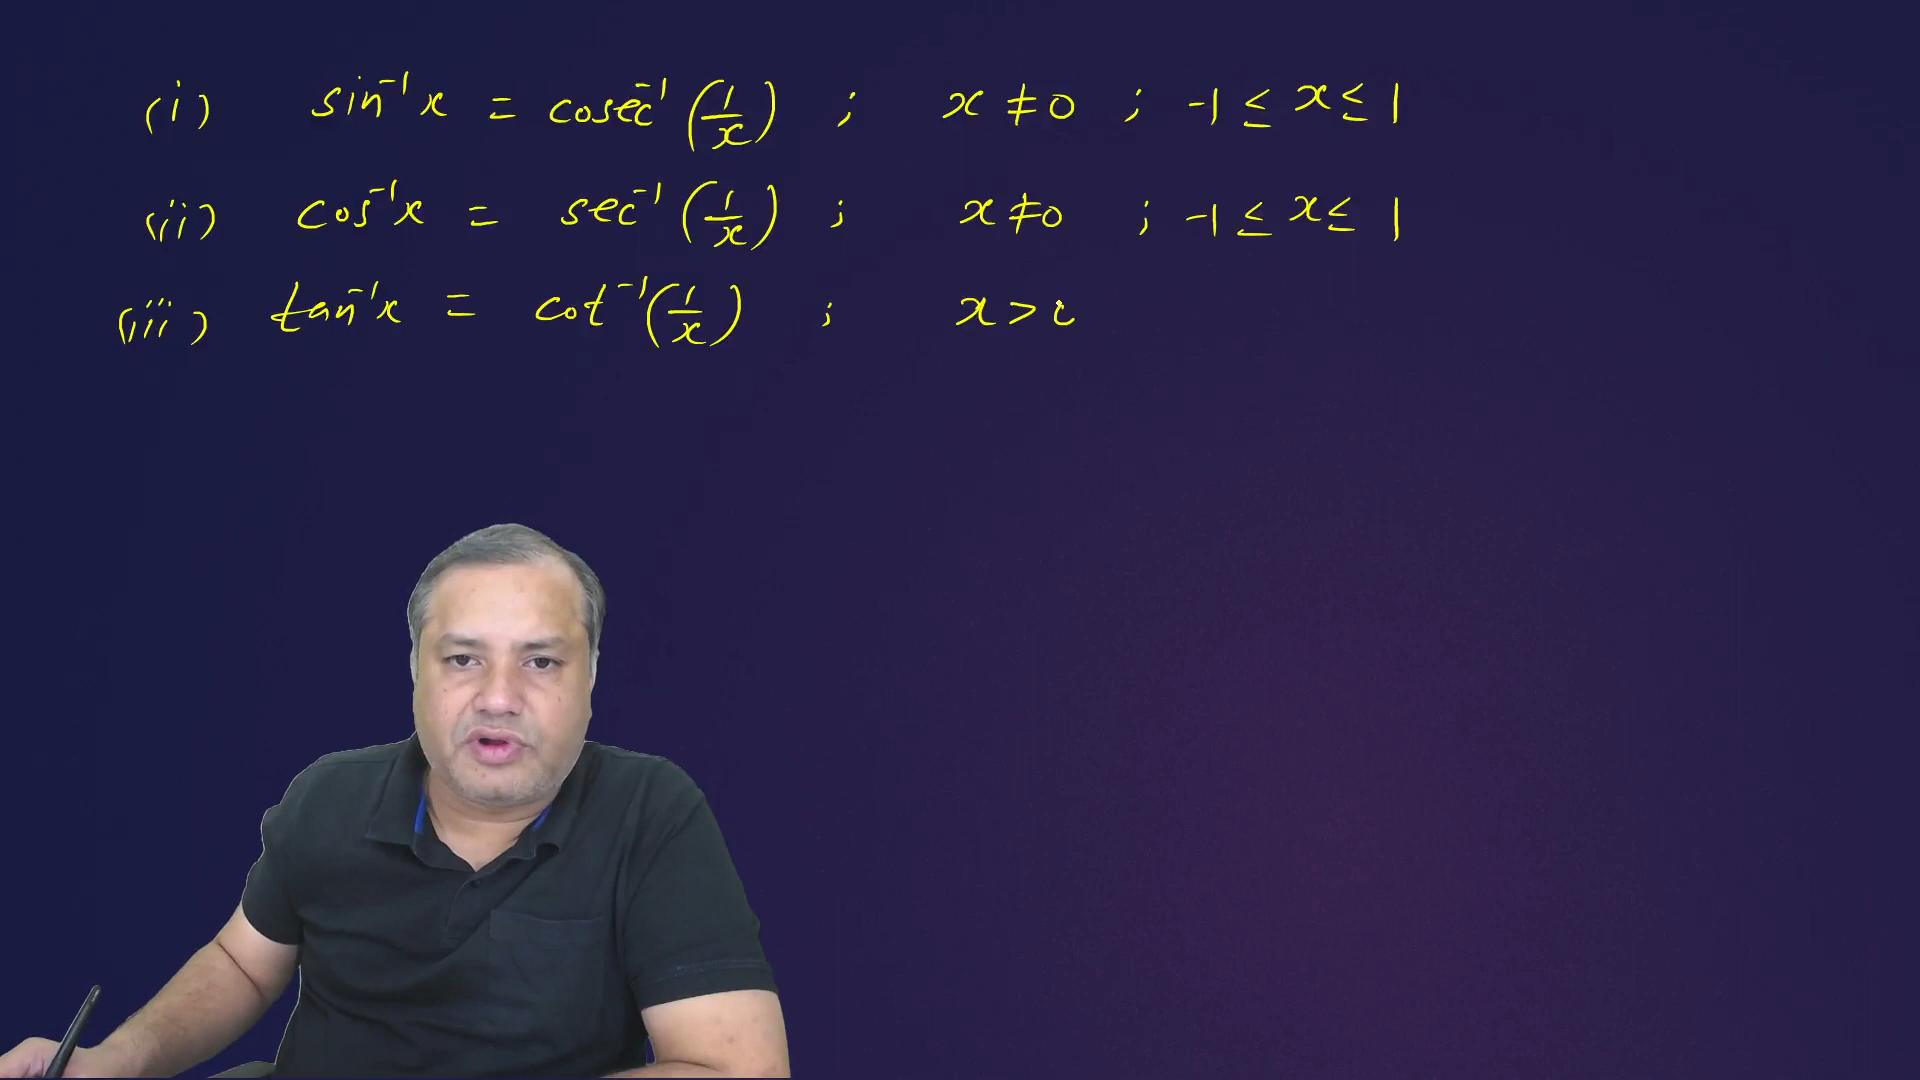 (i) sin⁻¹x = cosec⁻¹(1/x) ; x ≠ 0 ; -1 ≤ x ≤ 1
(ii) cos⁻¹x = sec⁻¹(1/x) ; x ≠ 0 ; -1 ≤ x ≤ 1
(iii) tan⁻¹x = cot⁻¹(1/x) ; x >